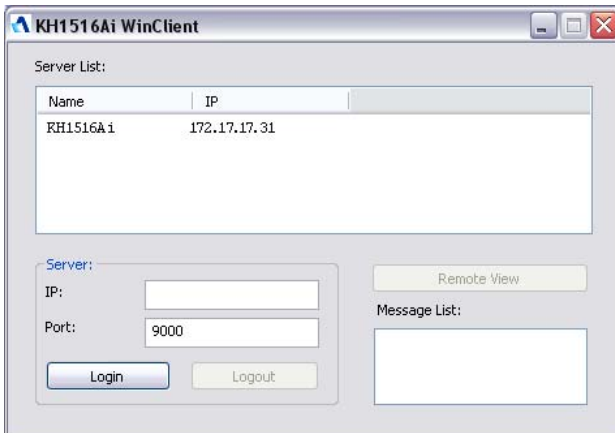 KH1516Ai WinClient
Server List:
Name IP
KH1516Ai 172.17.17.31
Server:
IP:
Port: 9000
Login Logout
Remote View
Message List: